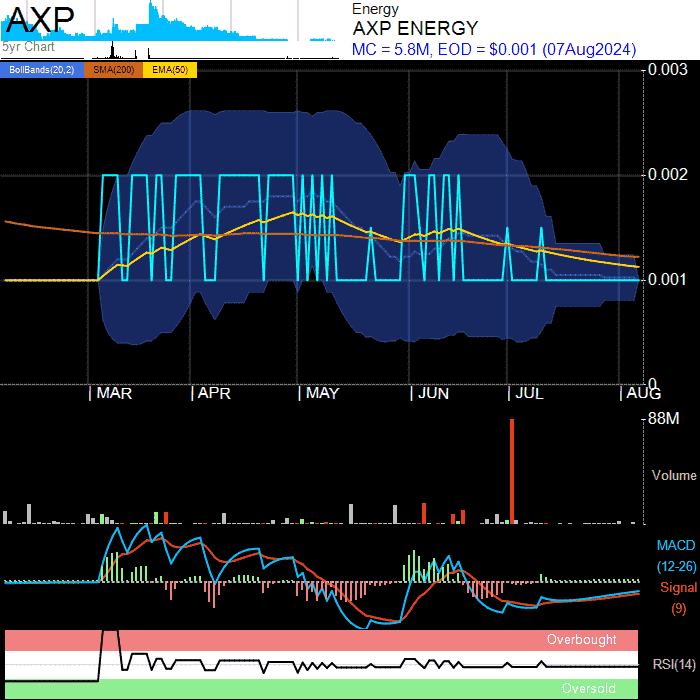 AXP
5yr Chart
Energy
AXP ENERGY
MC = 5.8M, EOD = $0.001 (07Aug2024)
BollBands(20,2) SMA(200) EMA(50)
0.003
0.002
0.001
0
| MAR | APR | MAY | JUN | JUL | AUG
88M
Volume
MACD
(12-26)
Signal
(9)
Overbought
RSI(14)
Oversold